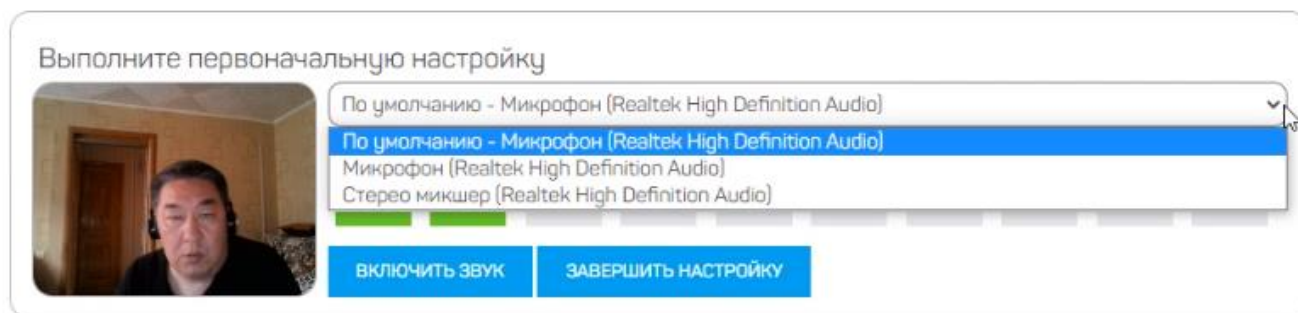 Выполните первоначальную настройку
По умолчанию - Микрофон (Realtek High Definition Audio)
По умолчанию - Микрофон (Realtek High Definition Audio)
Микрофон (Realtek High Definition Audio)
Стерео микшер (Realtek High Definition Audio)
ВКЛЮЧИТЬ ЗВУК ЗАВЕРШИТЬ НАСТРОЙКУ